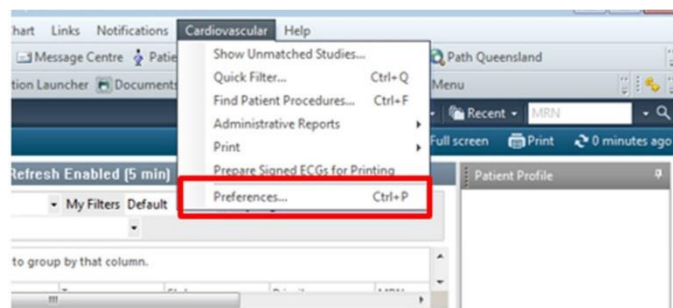 hart Links Notifications Cardiovascular Help
Message Centre Patie
Path Queensland
Show Unmatched Studies...
tion Launcher Documents
Quick Filter... Ctrl+Q
Menu
Find Patient Procedures... Ctrl+F
Recent MRN
Administrative Reports
Print
Full screen Print 0 minutes ago
Prepare Signed ECGs for Printing
Refresh Enabled (5 min)
Patient Profile
Preferences... Ctrl+P
My Filters Default
to group by that column.